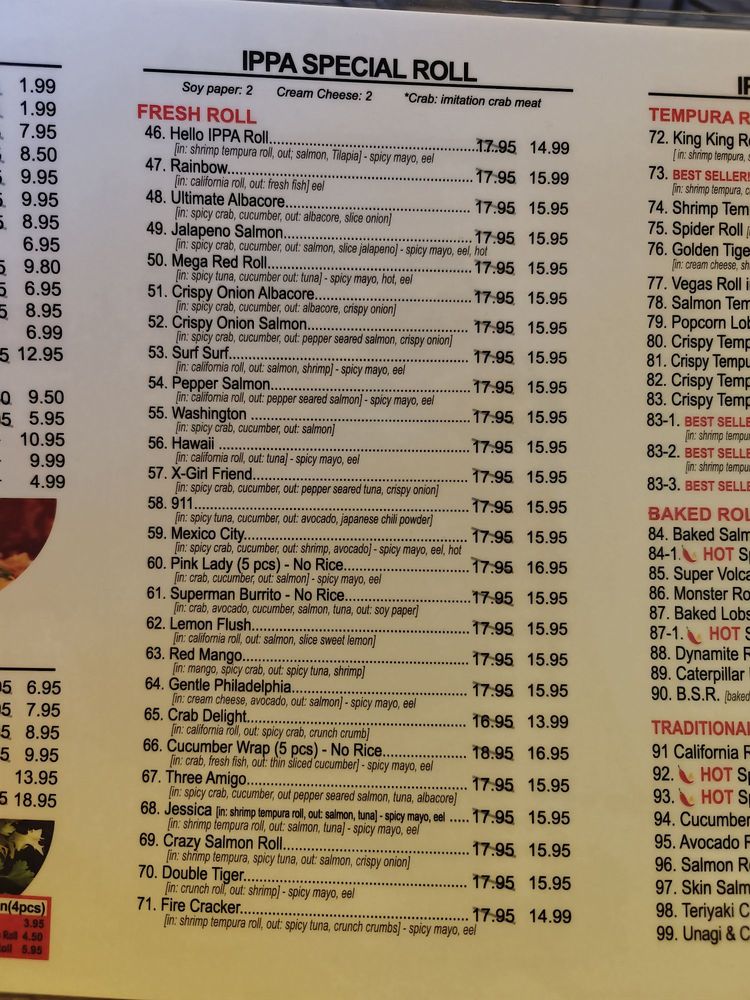 1.99
1.99
7.95
8.50
9.95
9.95
8.95
6.95
9.80
6.95
8.95
6.99
12.95
9.50
5.95
10.95
9.99
4.99
6.95
7.95
8.95
9.95
13.95
18.95
n(4pcs)
3.95
Roll 4.50
Roll 5.95
IPPA SPECIAL ROLL
Soy paper: 2 Cream Cheese: 2 *Crab: imitation crab meat
FRESH ROLL
46. Hello IPPA Roll 17.95 14.99
[in: shrimp tempura roll, out; salmon, Tilapia] - spicy mayo, eel
47. Rainbow 17.95 15.99
[in: california roll, out: fresh fish] eel
48. Ultimate Albacore 17.95 15.95
[in: spicy crab, cucumber, out: albacore, slice onion]
49. Jalapeno Salmon 17.95 15.95
[in: spicy crab, cucumber, out: salmon, slice jalapeno] - spicy mayo, eel, hot
50. Mega Red Roll 17.95 15.95
[in: spicy tuna, cucumber out: tuna] - spicy mayo, hot, eel
51. Crispy Onion Albacore 17.95 15.95
[in: spicy crab, cucumber, out: albacore, crispy onion]
52. Crispy Onion Salmon 17.95 15.95
[in: spicy crab, cucumber, out: pepper seared salmon, crispy onion]
53. Surf Surf 17.95 15.95
[in: california roll, out: salmon, shrimp] - spicy mayo, eel
54. Pepper Salmon 17.95 15.95
[in: california roll, out: pepper seared salmon] - spicy mayo, eel
55. Washington 17.95 15.95
[in: spicy crab, cucumber, out: salmon]
56. Hawaii 17.95 15.95
[in: california roll, out: tuna] - spicy mayo, eel
57. X-Girl Friend 17.95 15.95
[in: spicy crab, cucumber, out: pepper seared tuna, crispy onion]
58. 911 17.95 15.95
[in: spicy tuna, cucumber, out: avocado, japanese chili powder]
59. Mexico City 17.95 15.95
[in: spicy crab, cucumber, out: shrimp, avocado] - spicy mayo, eel, hot
60. Pink Lady (5 pcs) - No Rice 17.95 16.95
[in: crab, cucumber, out: salmon] - spicy mayo, eel
61. Superman Burrito - No Rice 17.95 15.95
[in: crab, avocado, cucumber, salmon, tuna, out: soy paper]
62. Lemon Flush 17.95 15.95
[in: california roll, out: salmon, slice sweet lemon]
63. Red Mango 17.95 15.95
[in: mango, spicy crab, out: spicy tuna, shrimp]
64. Gentle Philadelphia 17.95 15.95
[in: cream cheese, avocado, out: salmon] - spicy mayo, eel
65. Crab Delight 16.95 13.99
[in: california roll, out: spicy crab, crunch crumb]
66. Cucumber Wrap (5 pcs) - No Rice 18.95 16.95
[in: crab, fresh fish, out: thin sliced cucumber] - spicy mayo, eel
67. Three Amigo 17.95 15.95
[in: spicy crab, cucumber, out pepper seared salmon, tuna, albacore]
68. Jessica [in: shrimp tempura roll, out: salmon, tuna] - spicy mayo, eel 17.95 15.95
[in: shrimp tempura roll, out: salmon, tuna] - spicy mayo, eel
69. Crazy Salmon Roll 17.95 15.95
[in: shrimp tempura, spicy tuna, out: salmon, crispy onion]
70. Double Tiger 17.95 15.95
[in: crunch roll, out: shrimp] - spicy mayo, eel
71. Fire Cracker 17.95 14.99
[in: shrimp tempura roll, out: spicy tuna, crunch crumbs] - spicy mayo, eel
TEMPURA R
72. King King R
[in: shrimp tempura,
73. BEST SELLER!
[in: shrimp tempura, c
74. Shrimp Tem
75. Spider Roll
76. Golden Tige
[in: cream cheese, sh
77. Vegas Roll i
78. Salmon Tem
79. Popcorn Lob
80. Crispy Temp
81. Crispy Tempu
82. Crispy Temp
83. Crispy Temp
83-1. BEST SELLE
[in: shrimp tempu
83-2. BEST SELLE
[in: shrimp tempu
83-3. BEST SELLE
BAKED ROL
84. Baked Salm
84-1. HOT Sp
85. Super Volca
86. Monster Ro
87. Baked Lobs
87-1. HOT S
88. Dynamite R
89. Caterpillar
90. B.S.R. [baked
TRADITIONAL
91 California R
92. HOT Sp
93. HOT Sp
94. Cucumber
95. Avocado R
96. Salmon Ro
97. Skin Salm
98. Teriyaki C
99. Unagi & C